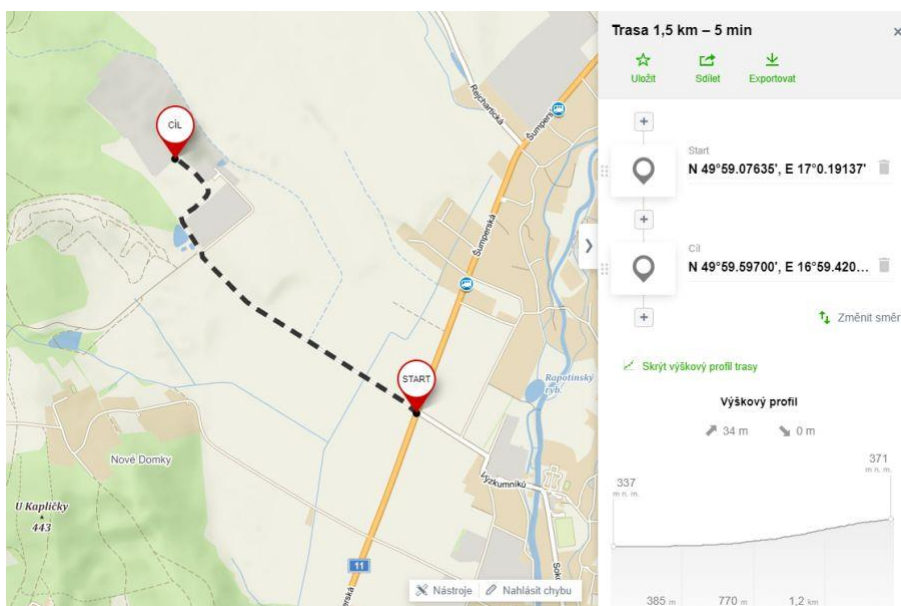 CÍL
Rejchartická
Šumperská
Šumperská
START
Rapotínský
ryb.
Nové Domky
Výzkumníků
U Kapličky
443
11
Nástroje
Nahlásit chybu
Trasa 1,5 km – 5 min
Uložit
Sdílet
Exportovat
Start
N 49°59.07635', E 17°0.19137'
Cíl
N 49°59.59700', E 16°59.420...
Změnit směr
Skrýt výškový profil trasy
Výškový profil
34 m
0 m
371
m n. m.
337
m n. m.
385 m
770 m
1,2 km